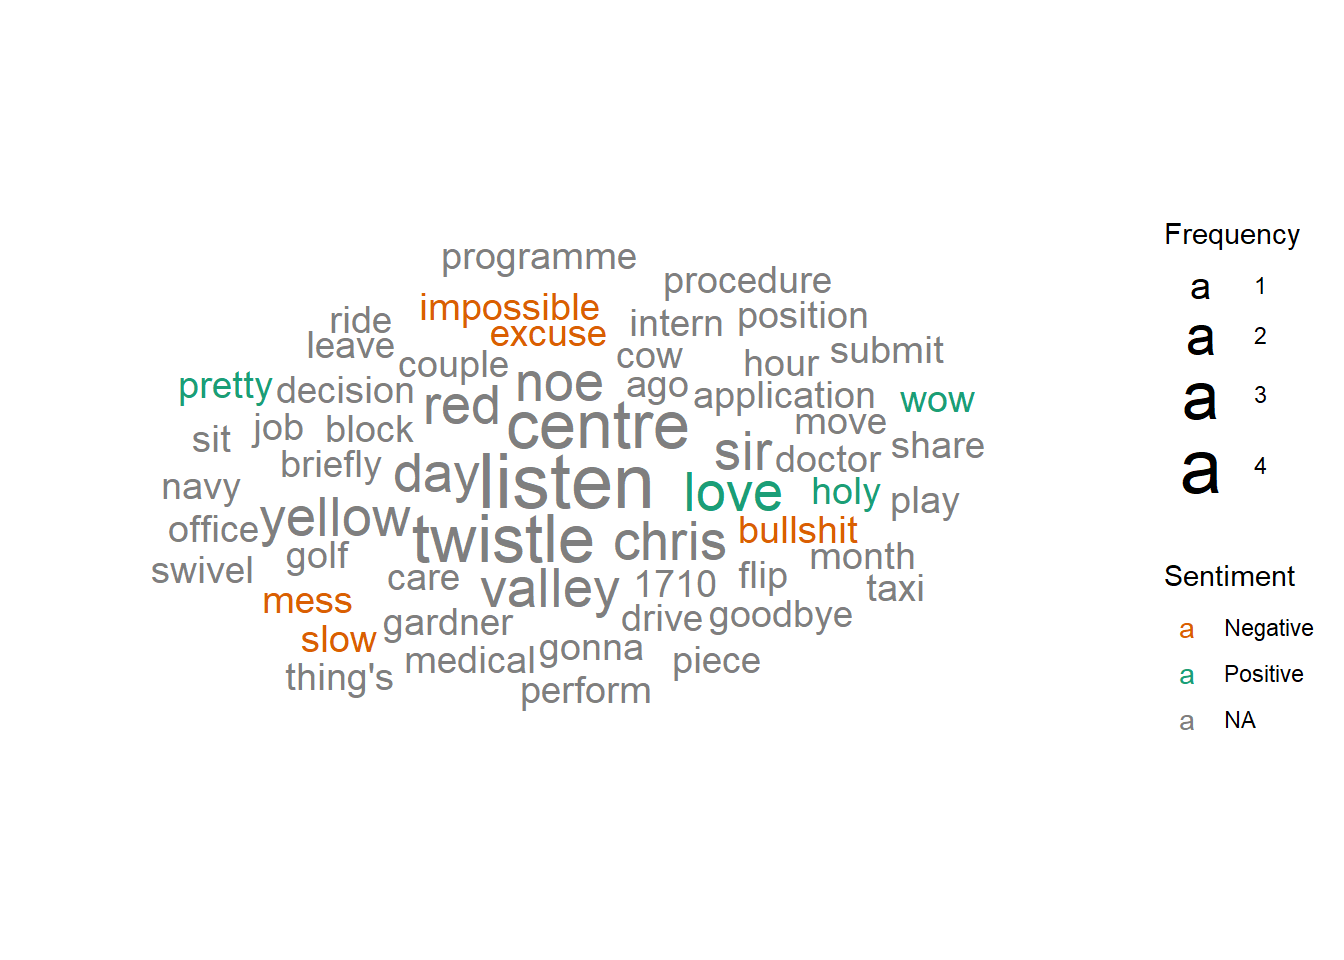 programme
procedure
impossible
ride
excuse
intern
position
leave
couple
cow
hour
submit
pretty
decision
noe
ago
application
wow
red
centre
move
sit
job
block
sir
doctor
share
briefly
day
listen
love
holy
play
navy
office
yellow
twistle
chris
bullshit
month
swivel
golf
care
valley
1710
flip
taxi
mess
gardner
drive
goodbye
slow
medical
gonna
piece
thing's
perform
Frequency
a 1
a 2
a 3
a 4
Sentiment
a Negative
a Positive
a NA